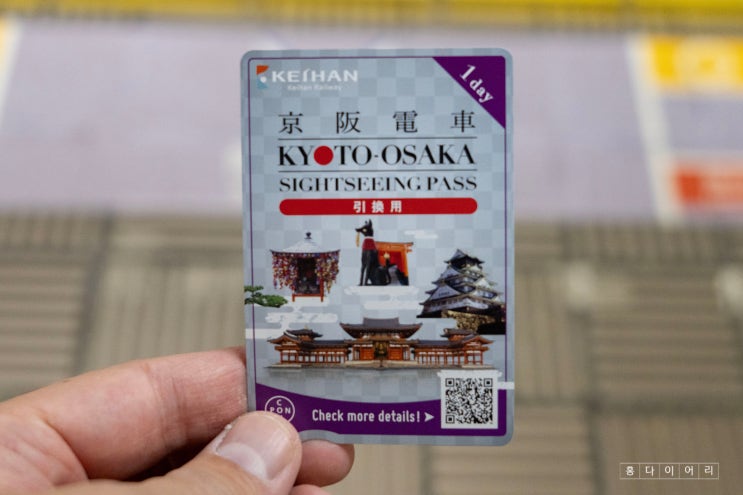 KEIHAN
Keihan Railway
1 day
京阪電車
KYOTO-OSAKA
SIGHTSEEING PASS
引換用
C
PON
Check more details!
홍다이어리